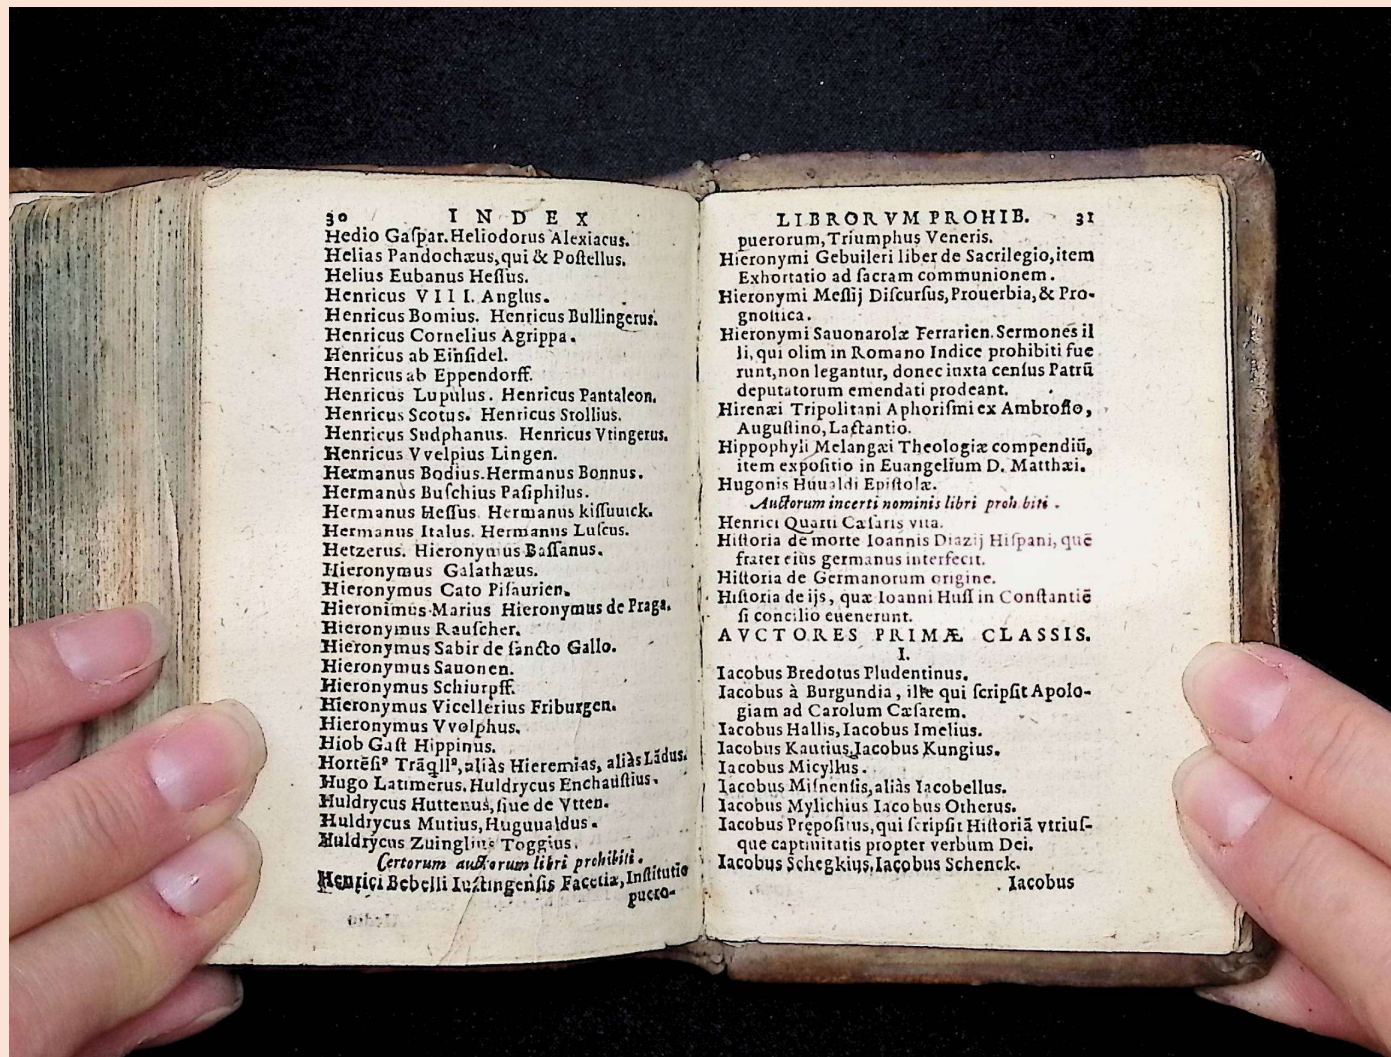 30 INDEX
Hedio Gaſpar. Heliodorus Alexiacus.
Helias Pandochæus, qui & Poſtellus.
Helius Eubanus Heſſus.
Henricus VIII. Anglus.
Henricus Bomius. Henricus Bullingerus.
Henricus Cornelius Agrippa.
Henricus ab Einſidel.
Henricus ab Eppendorff.
Henricus Lupulus. Henricus Pantaleon.
Henricus Scotus. Henricus Stollius.
Henricus Sudphanus. Henricus Vtingerus.
Henricus Vvelpius Lingen.
Hermanus Bodius. Hermanus Bonnus.
Hermanus Buſchius Paſiphilus.
Hermanus Heſſus. Hermanus kiſſuuick.
Hermanus Italus. Hermanus Luſcus.
Hetzerus. Hieronymus Baſſanus.
Hieronymus Galathæus.
Hieronymus Cato Piſaurien.
Hieronimus Marius Hieronymus de Praga.
Hieronymus Rauſcher.
Hieronymus Sabir de ſancto Gallo.
Hieronymus Sauonen.
Hieronymus Schiurpff.
Hieronymus Vicellerius Friburgen.
Hieronymus Vvolphus.
Hiob Gaſt Hippinus.
Hortēſiꝰ Trāqllꝰ, aliàs Hieremias, aliàs Lādus.
Hugo Latimerus. Huldrycus Enchauſtius.
Huldrycus Huttenus, ſiue de Vtten.
Huldrycus Mutius, Huguualdus.
Huldrycus Zuinglius Toggius.
Certorum auctorum libri prohibiti.
Henrici Bebelli Iuſtingenſis Facetiæ, Inſtitutio
puero-
LIBRORVM PROHIB. 31
puerorum, Triumphus Veneris.
Hieronymi Gebuileri liber de Sacrilegio, item
Exhortatio ad ſacram communionem.
Hieronymi Meſſij Diſcurſus, Prouerbia, & Pro-
gnoſtica.
Hieronymi Sauonarolæ Ferrarien. Sermones il
li, qui olim in Romano Indice prohibiti fue
runt, non legantur, donec iuxta cenſus Patrū
deputatorum emendati prodeant.
Hirenæi Tripolitani Aphoriſmi ex Ambroſio,
Auguſtino, Lactantio.
Hippophyli Melangæi Theologiæ compendiū,
item expoſitio in Euangelium D. Matthæi.
Hugonis Huualdi Epiſtolæ.
Auctorum incerti nominis libri prohibiti.
Henrici Quarti Cæſaris vita.
Hiſtoria de morte Ioannis Diazij Hiſpani, quē
frater eius germanus interfecit.
Hiſtoria de Germanorum origine.
Hiſtoria de ijs, quæ Ioanni Huſſ in Conſtantiē
ſi concilio euenerunt.
AVCTORES PRIMÆ CLASSIS.
I.
Iacobus Bredotus Pludentinus.
Iacobus à Burgundia, ille qui ſcripſit Apolo-
giam ad Carolum Cæſarem.
Iacobus Hallis, Iacobus Imelius.
Iacobus Kautius, Iacobus Kungius.
Iacobus Micyllus.
Iacobus Miſnenſis, aliàs Iacobellus.
Iacobus Mylichius Iacobus Otherus.
Iacobus Prępoſitus, qui ſcripſit Hiſtoriā vtriuſ-
que captiuitatis propter verbum Dei.
Iacobus Schegkius, Iacobus Schenck.
Iacobus